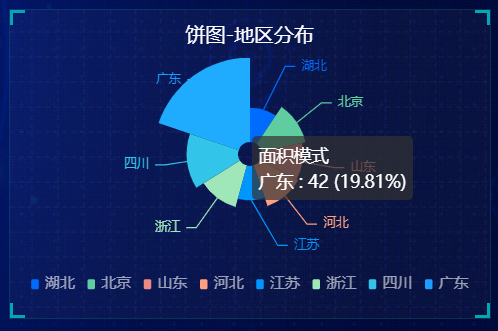 饼图-地区分布
湖北
广东
北京
面积模式
四川
山东
广东 : 42 (19.81%)
浙江
河北
江苏
湖北 北京 山东 河北 江苏 浙江 四川 广东